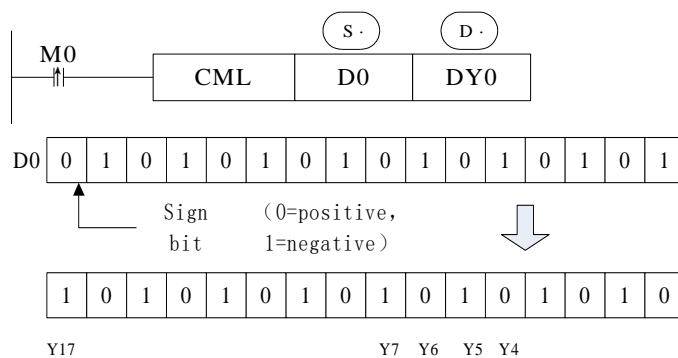 S·
D·
M0
CML D0 DY0
D0 0 1 0 1 0 1 0 1 0 1 0 1 0 1 0 1
Sign （0=positive,
bit 1=negative）
1 0 1 0 1 0 1 0 1 0 1 0 1 0 1 0
Y17 Y7 Y6 Y5 Y4